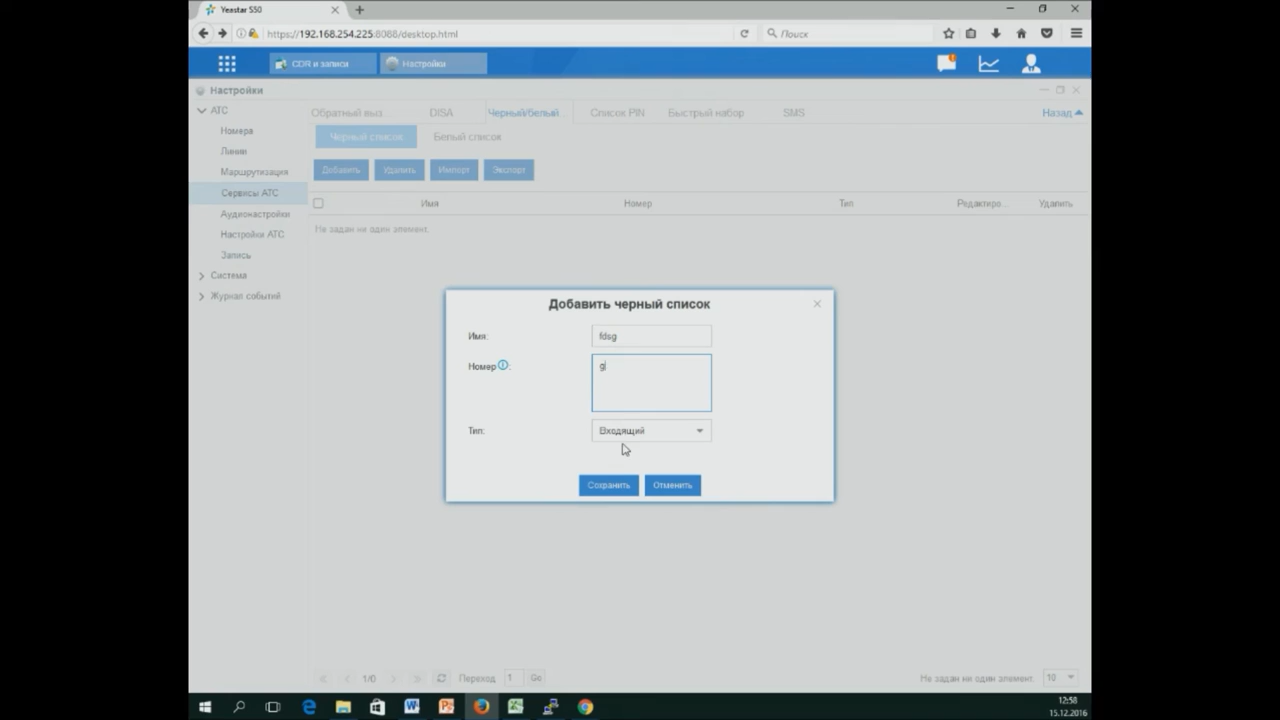 Yeastar S50
https://192.168.254.225:8088/desktop.html
Поиск
CDR и записи
Настройки
Настройки
АТС
Номера
Линии
Маршрутизация
Сервисы АТС
Аудионастройки
Настройки АТС
Запись
Система
Журнал событий
Обратный выз
DISA
Черный/белый
Список PIN
Быстрый набор
SMS
Назад
Черный список
Белый список
Добавить
Удалить
Импорт
Экспорт
Имя
Номер
Тип
Редактиро...
Удалить
Не задан ни один элемент.
Добавить черный список
Имя:
fdsg
Номер:
g
Тип:
Входящий
Сохранить
Отменить
1/0
Переход
1
Go
Не задан ни один элемент.
10
12:58
15.12.2016